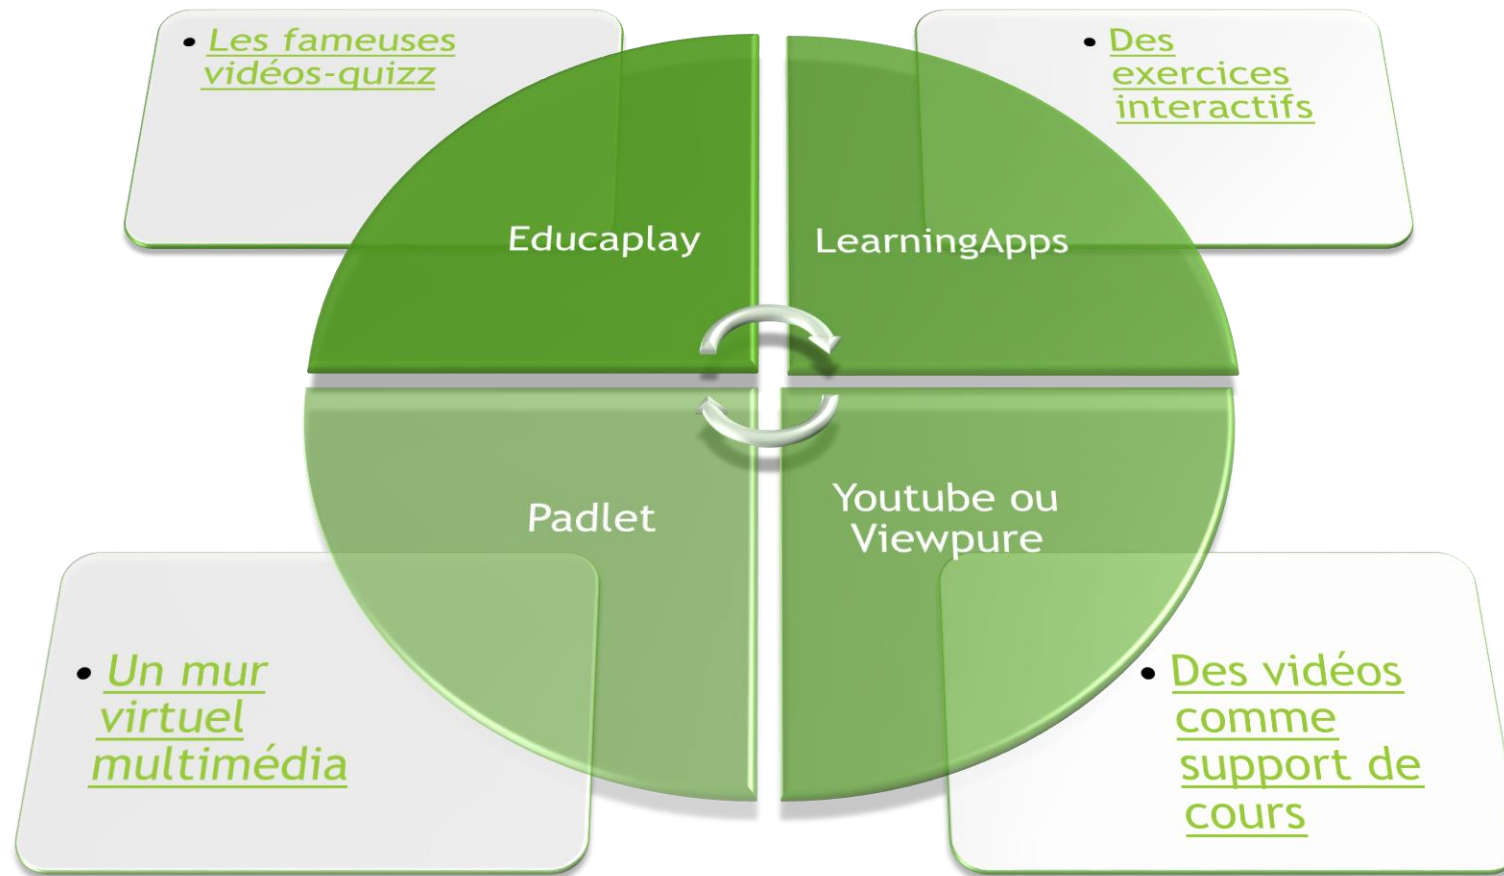 • Les fameuses
vidéos-quizz
• Des
exercices
interactifs
Educaplay
LearningApps
Padlet
Youtube ou
Viewpure
• Un mur
virtuel
multimédia
• Des vidéos
comme
support de
cours